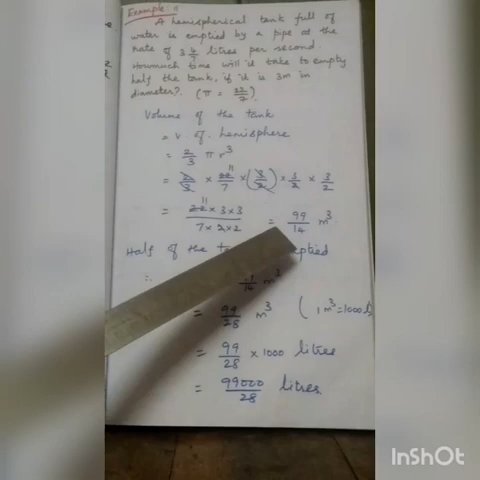 Example:
A hemispherical tank full of
water is emptied by a pipe at the
rate of 3 4/7 litres per second.
Howmuch time will it take to empty
half the tank, if it is 3m in
diameter?. (π = 22/7).
Volume of the tank
= v. of. hemisphere
= 2/3 π r³
= 2/3 × 22/7 × (3/2) × 3/2 × 3/2
11
= 22 × 3 × 3 / 7 × 2 × 2 = 99/14 m³
11
Half of the
∴ m³
= 99/28 m³ (1 m³ = 1000 l)
= 99/28 × 1000 litres
= 99000/28 litres.
InShOt